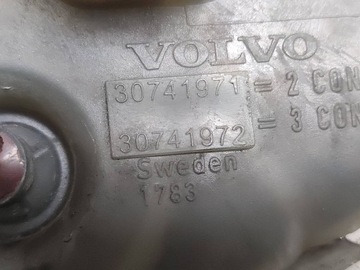 VOLVO
30741971 = 2 CON
30741972 = 3 CON
Sweden
1783